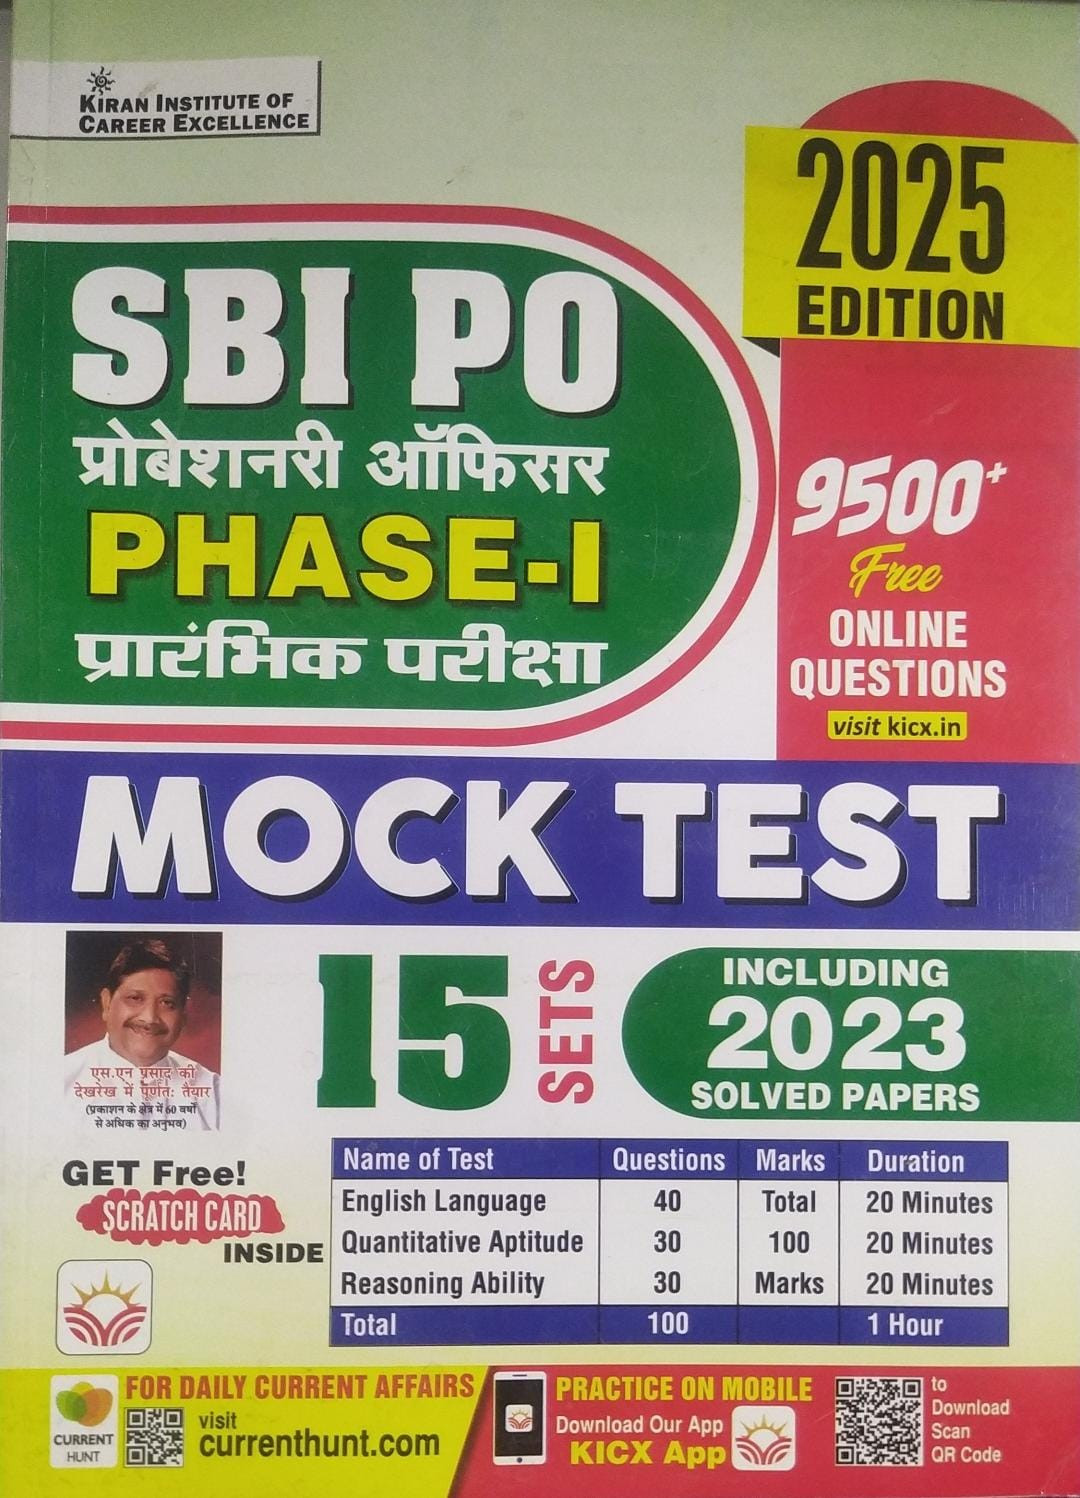 KIRAN INSTITUTE OF
CAREER EXCELLENCE
2025
EDITION
SBI PO
प्रोबेशनरी ऑफिसर
PHASE-I
प्रारंभिक परीक्षा
9500+
Free
ONLINE
QUESTIONS
visit kicx.in
MOCK TEST
एस.एन प्रसाद की
देखरेख में पूर्णत: तैयार
(प्रकाशन के क्षेत्र में 60 वर्षों
से अधिक का अनुभव)
15 SETS
INCLUDING
2023
SOLVED PAPERS
GET Free!
SCRATCH CARD
INSIDE
Name of Test Questions Marks Duration
English Language 40 Total 20 Minutes
Quantitative Aptitude 30 100 20 Minutes
Reasoning Ability 30 Marks 20 Minutes
Total 100 1 Hour
CURRENT
HUNT
FOR DAILY CURRENT AFFAIRS
visit
currenthunt.com
PRACTICE ON MOBILE
Download Our App
KICX App
to
Download
Scan
QR Code